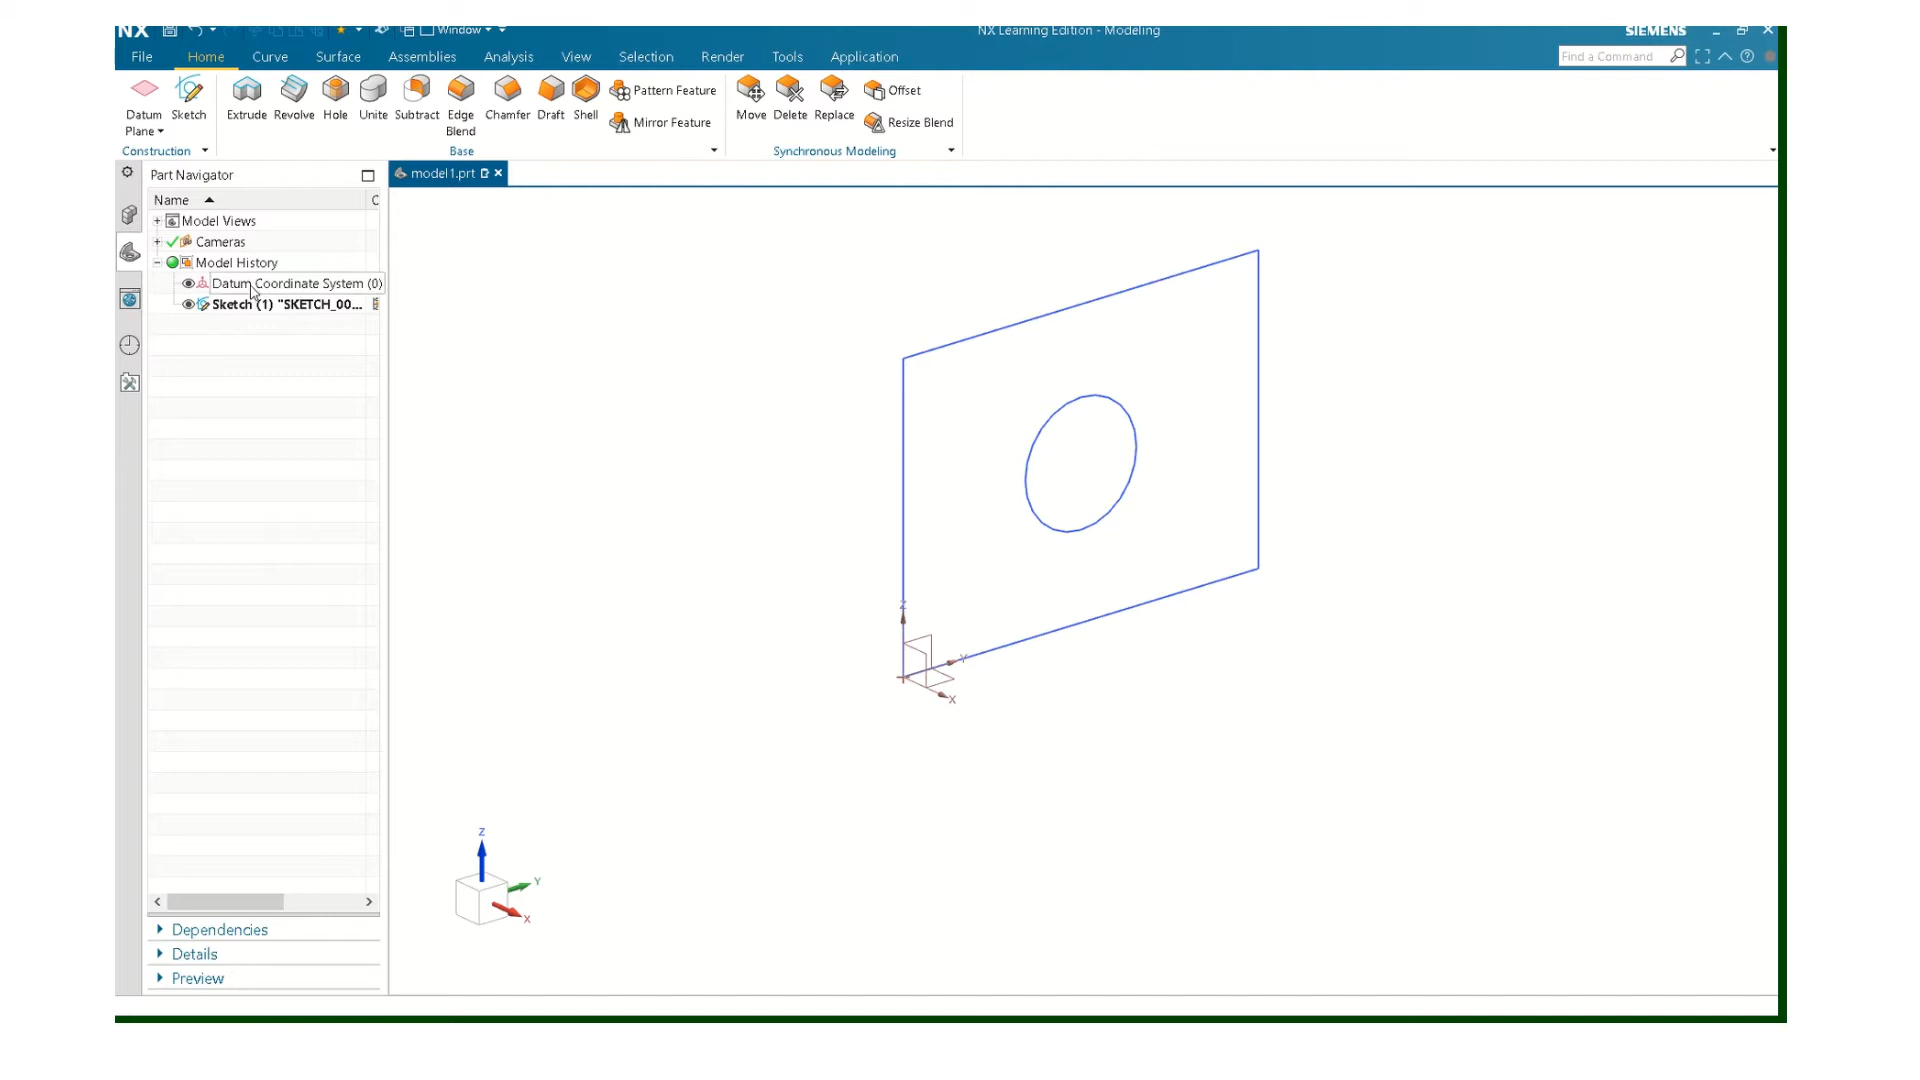 NX Window NX Learning Edition - Modeling SIEMENS
File Home Curve Surface Assemblies Analysis View Selection Render Tools Application Find a Command
Datum Plane Sketch Extrude Revolve Hole Unite Subtract Edge Blend Chamfer Draft Shell Pattern Feature Mirror Feature Move Delete Replace Offset Resize Blend
Construction Base Synchronous Modeling
Part Navigator model1.prt
Name C
Model Views
Cameras
Model History
Datum Coordinate System (0)
Sketch (1) "SKETCH_00...
Z
Y
X
Z
Y
X
Dependencies
Details
Preview